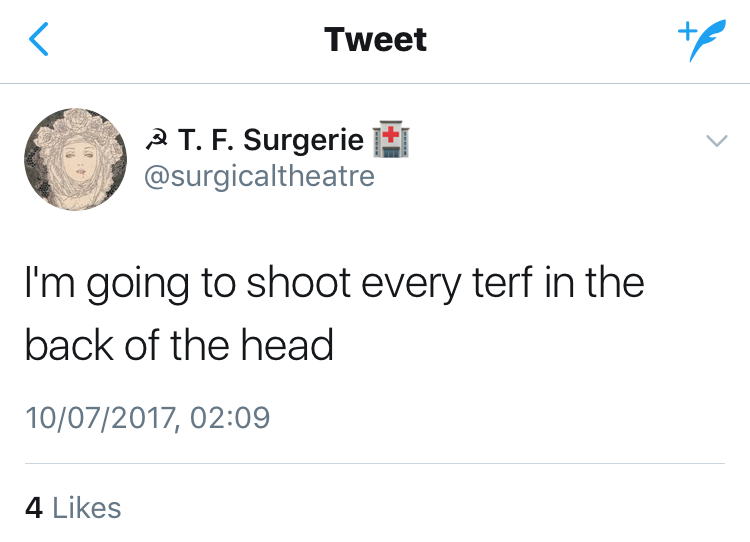 Tweet
☭ T. F. Surgerie 🏥
@surgicaltheatre
I'm going to shoot every terf in the
back of the head
10/07/2017, 02:09
4 Likes